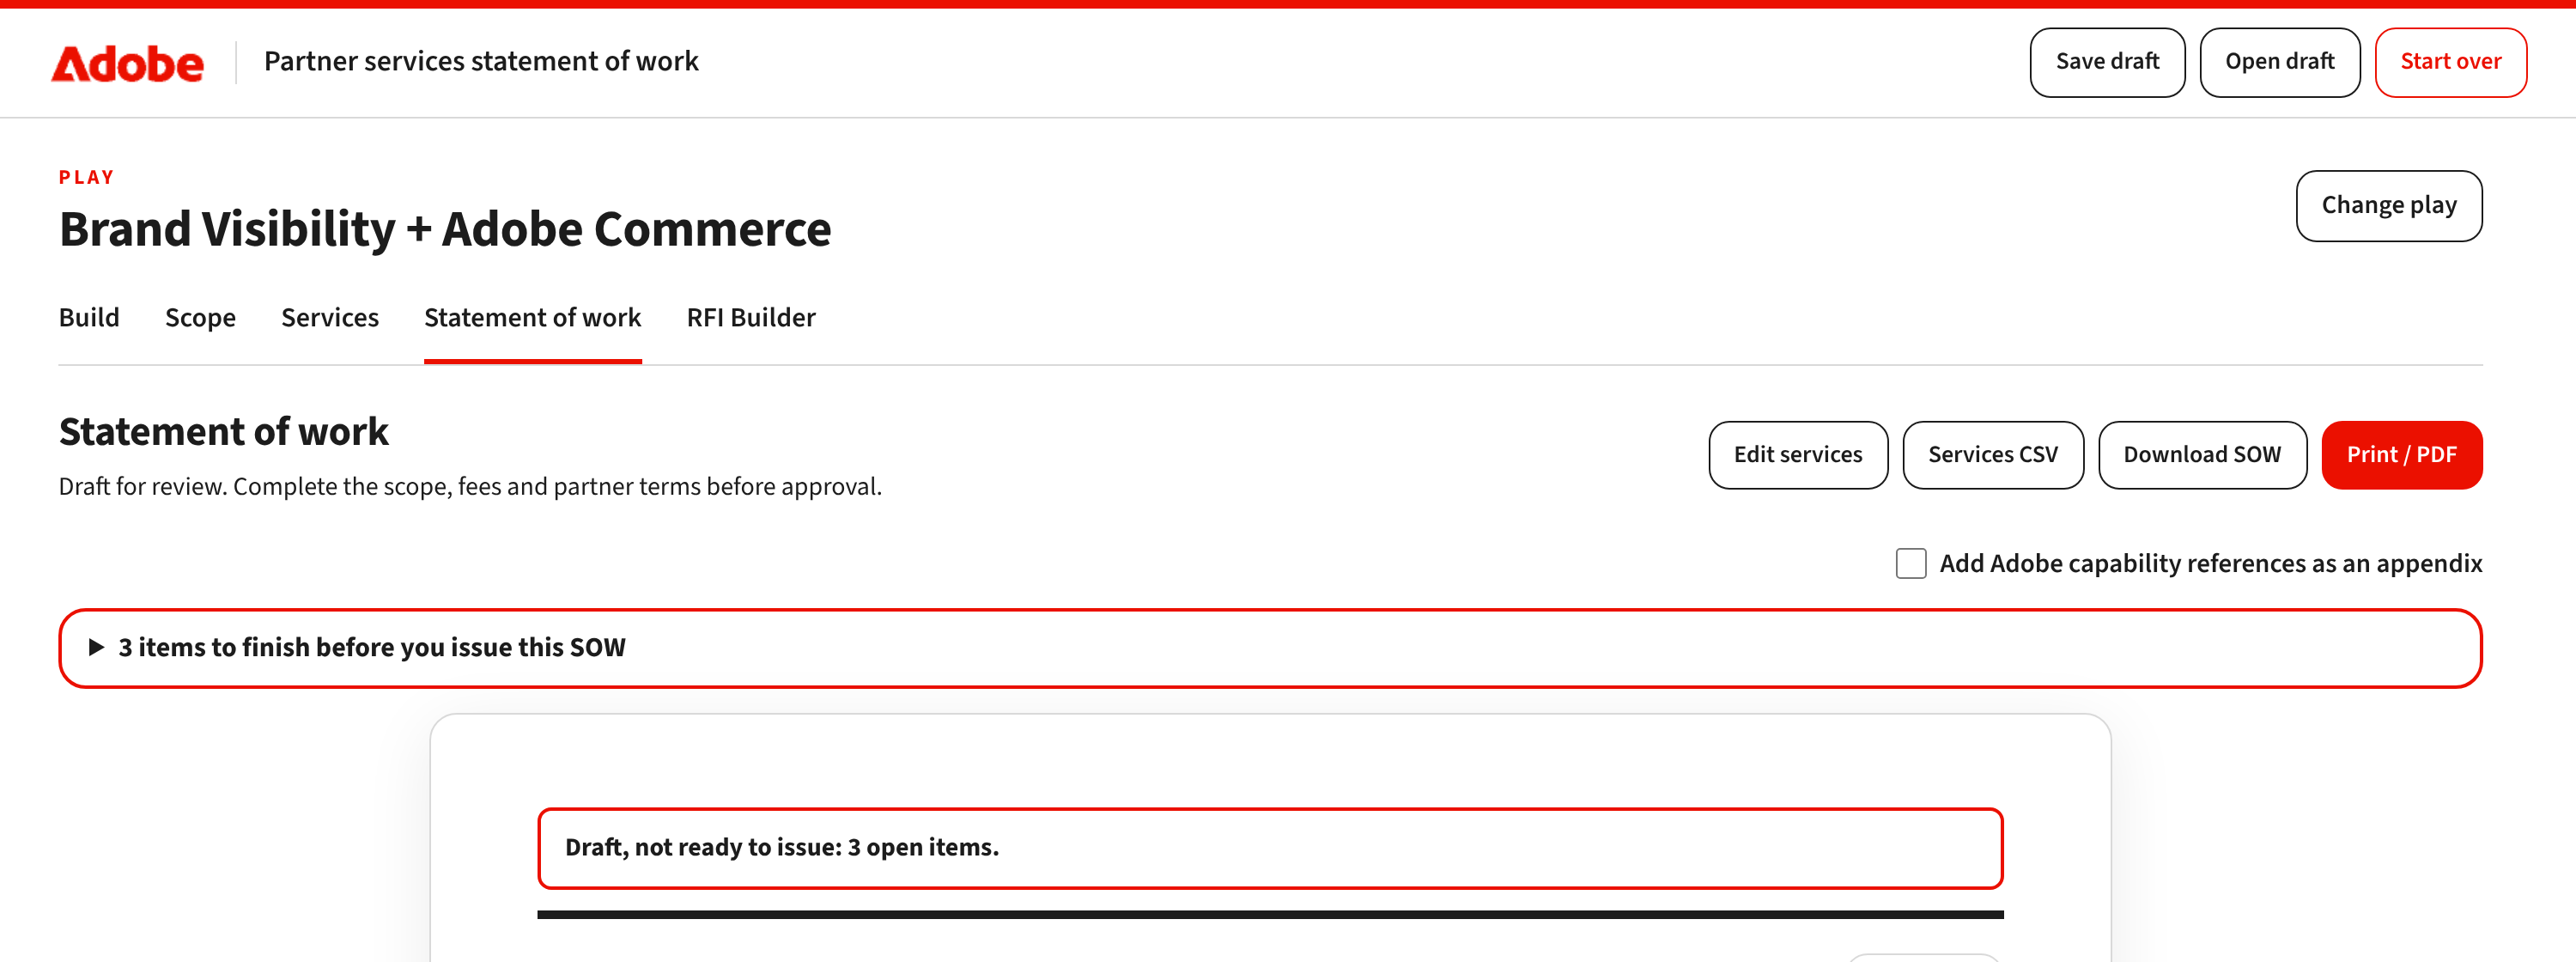 Adobe
Partner services statement of work
Save draft
Open draft
Start over
PLAY
Brand Visibility + Adobe Commerce
Change play
Build
Scope
Services
Statement of work
RFI Builder
Statement of work
Draft for review. Complete the scope, fees and partner terms before approval.
Edit services
Services CSV
Download SOW
Print / PDF
Add Adobe capability references as an appendix
3 items to finish before you issue this SOW
Draft, not ready to issue: 3 open items.